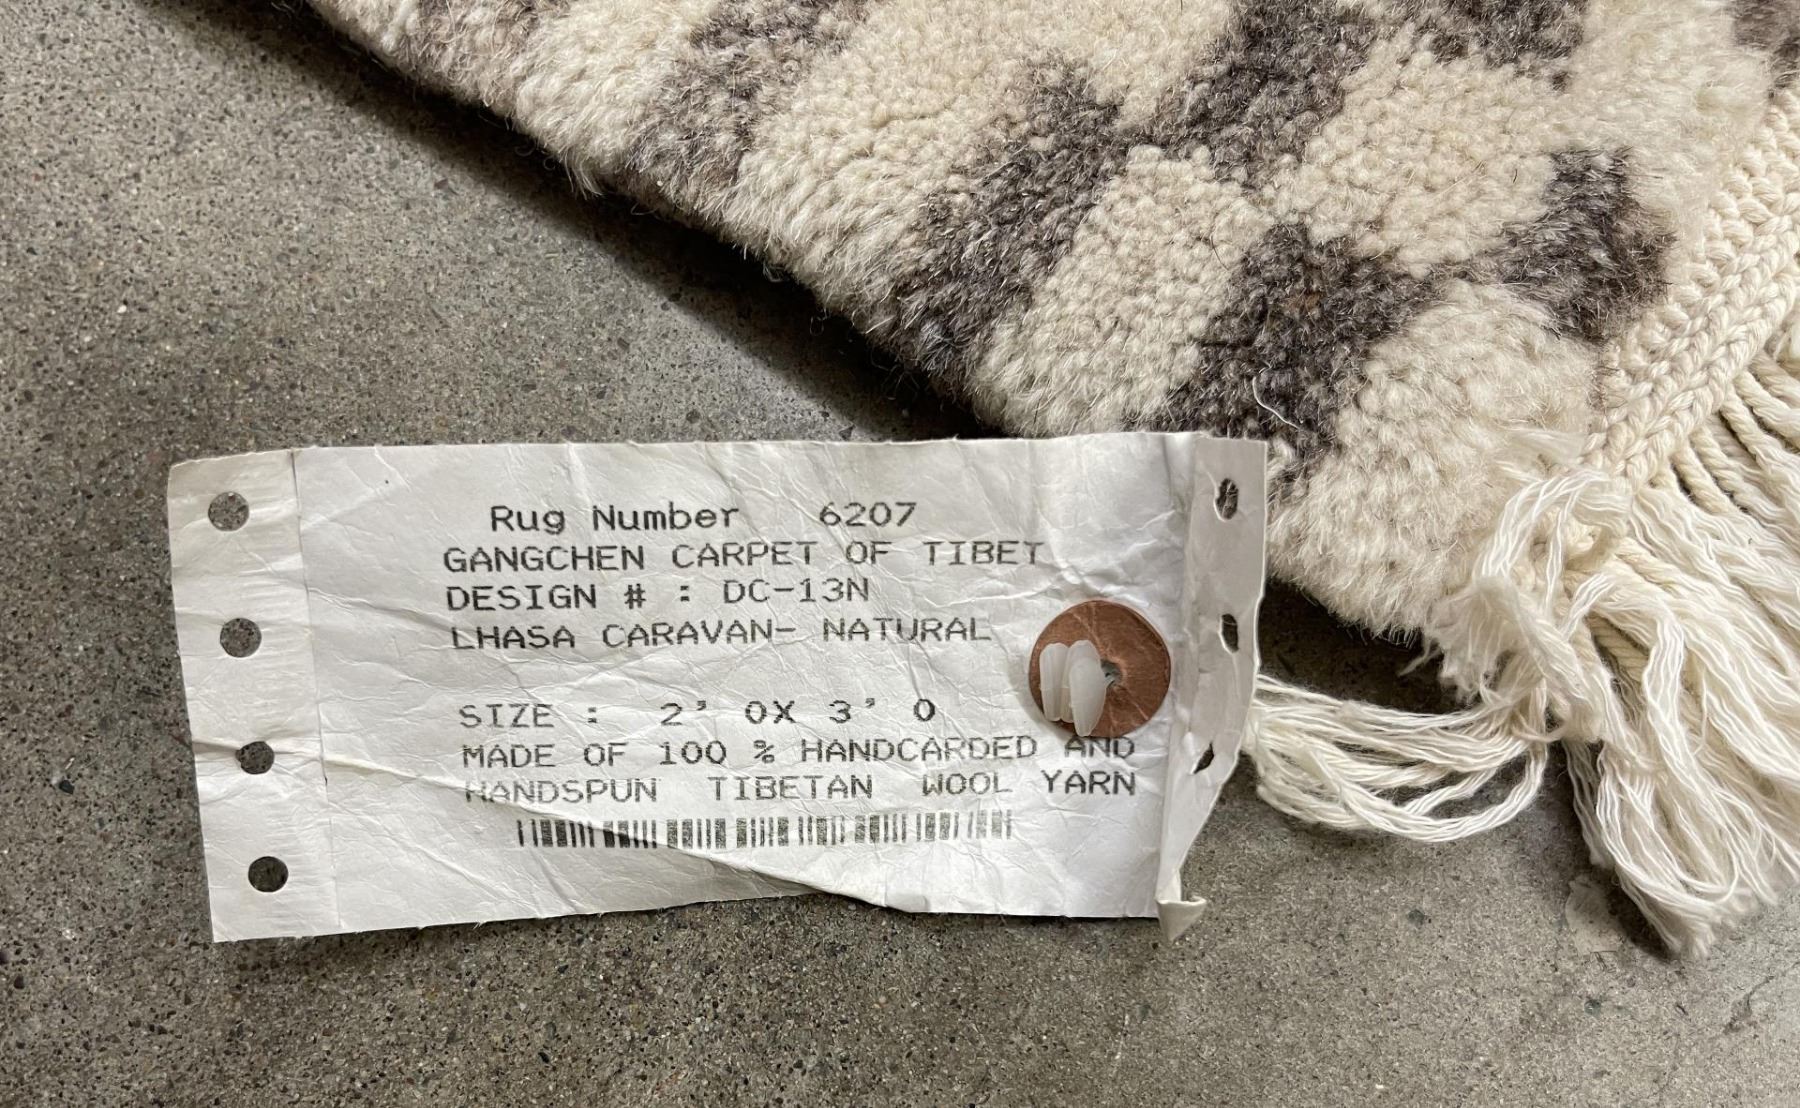 Rug Number 6207
GANGCHEN CARPET OF TIBET
DESIGN # : DC-13N
LHASA CARAVAN- NATURAL
SIZE : 2' 0X 3' 0
MADE OF 100 % HANDCARDED AND
HANDSPUN TIBETAN WOOL YARN